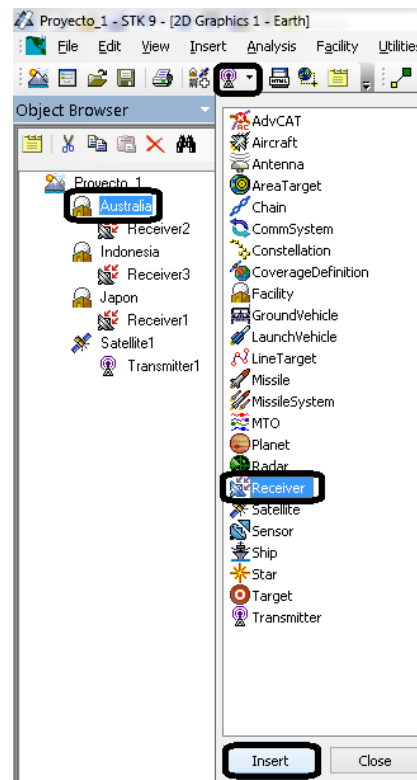 Proyecto_1 - STK 9 - [2D Graphics 1 - Earth]
File Edit View Insert Analysis Facility Utilities
Object Browser
Proyecto_1
Australia
Receiver2
Indonesia
Receiver3
Japon
Receiver1
Satellite1
Transmitter1
AdvCAT
Aircraft
Antenna
AreaTarget
Chain
CommSystem
Constellation
CoverageDefinition
Facility
GroundVehicle
LaunchVehicle
LineTarget
Missile
MissileSystem
MTO
Planet
Radar
Receiver
Satellite
Sensor
Ship
Star
Target
Transmitter
Insert Close